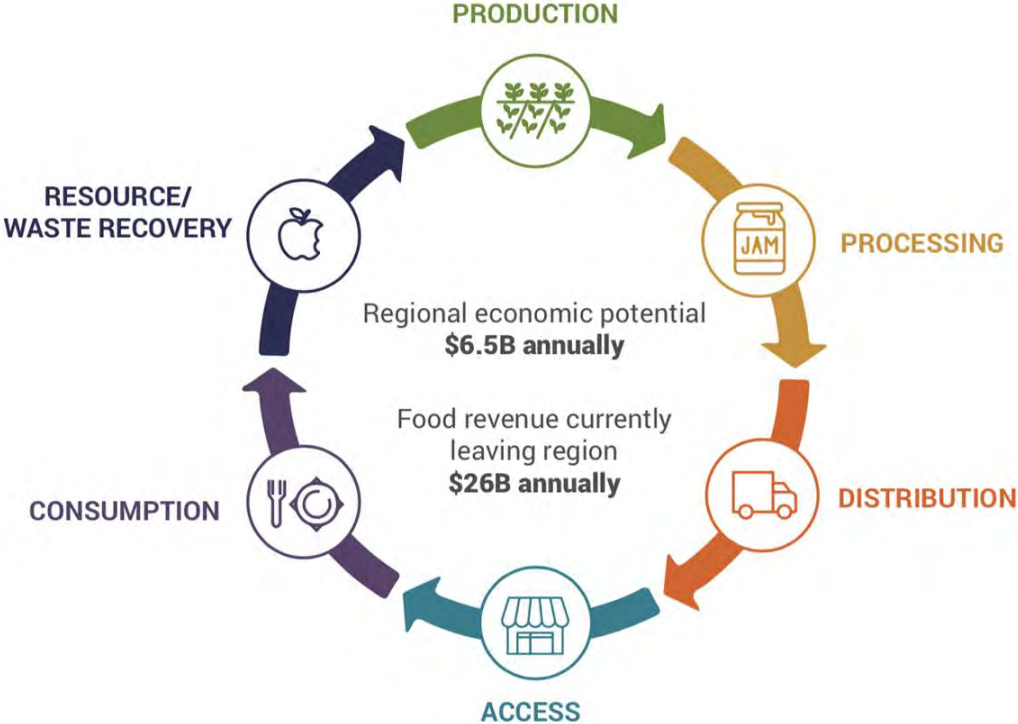 PRODUCTION
RESOURCE/
WASTE RECOVERY
JAM
PROCESSING
Regional economic potential
$6.5B annually
Food revenue currently
leaving region
$26B annually
CONSUMPTION
DISTRIBUTION
ACCESS